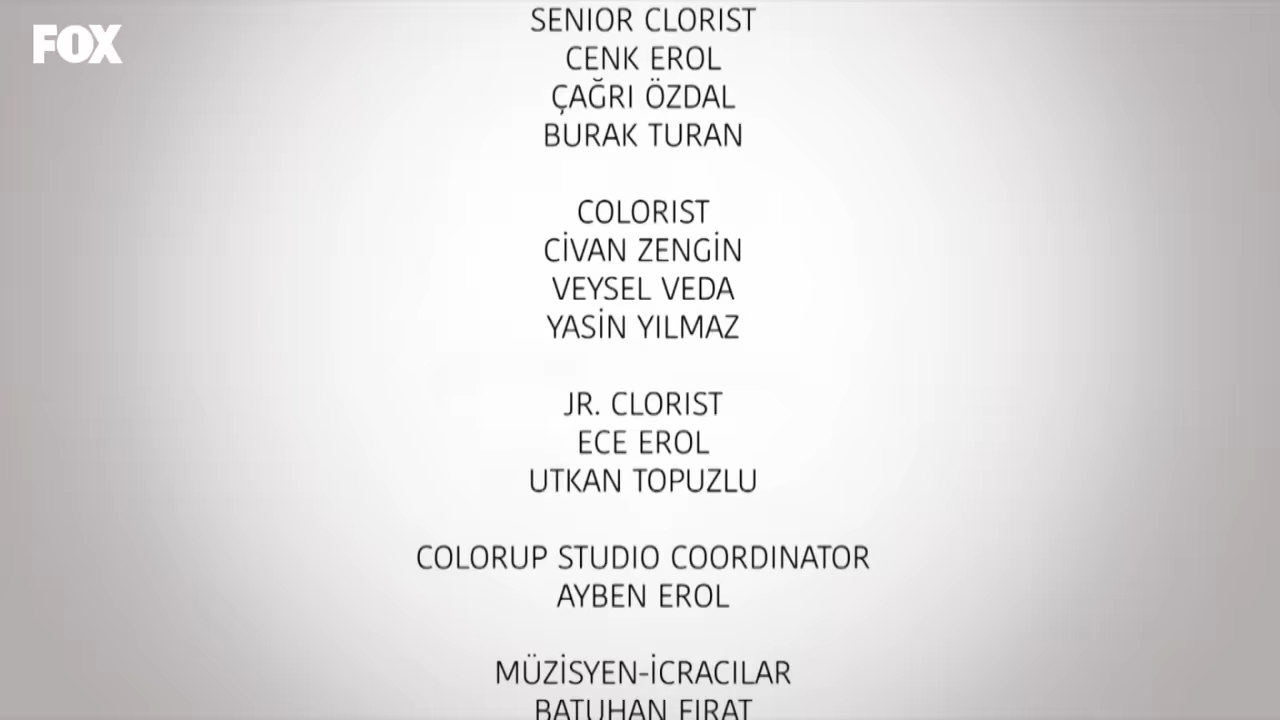 FOX
SENIOR CLORIST
CENK EROL
ÇAĞRI ÖZDAL
BURAK TURAN
COLORIST
CİVAN ZENGİN
VEYSEL VEDA
YASİN YILMAZ
JR. CLORIST
ECE EROL
UTKAN TOPUZLU
COLORUP STUDIO COORDINATOR
AYBEN EROL
MÜZİSYEN-İCRACILAR
BATUHAN FIRAT